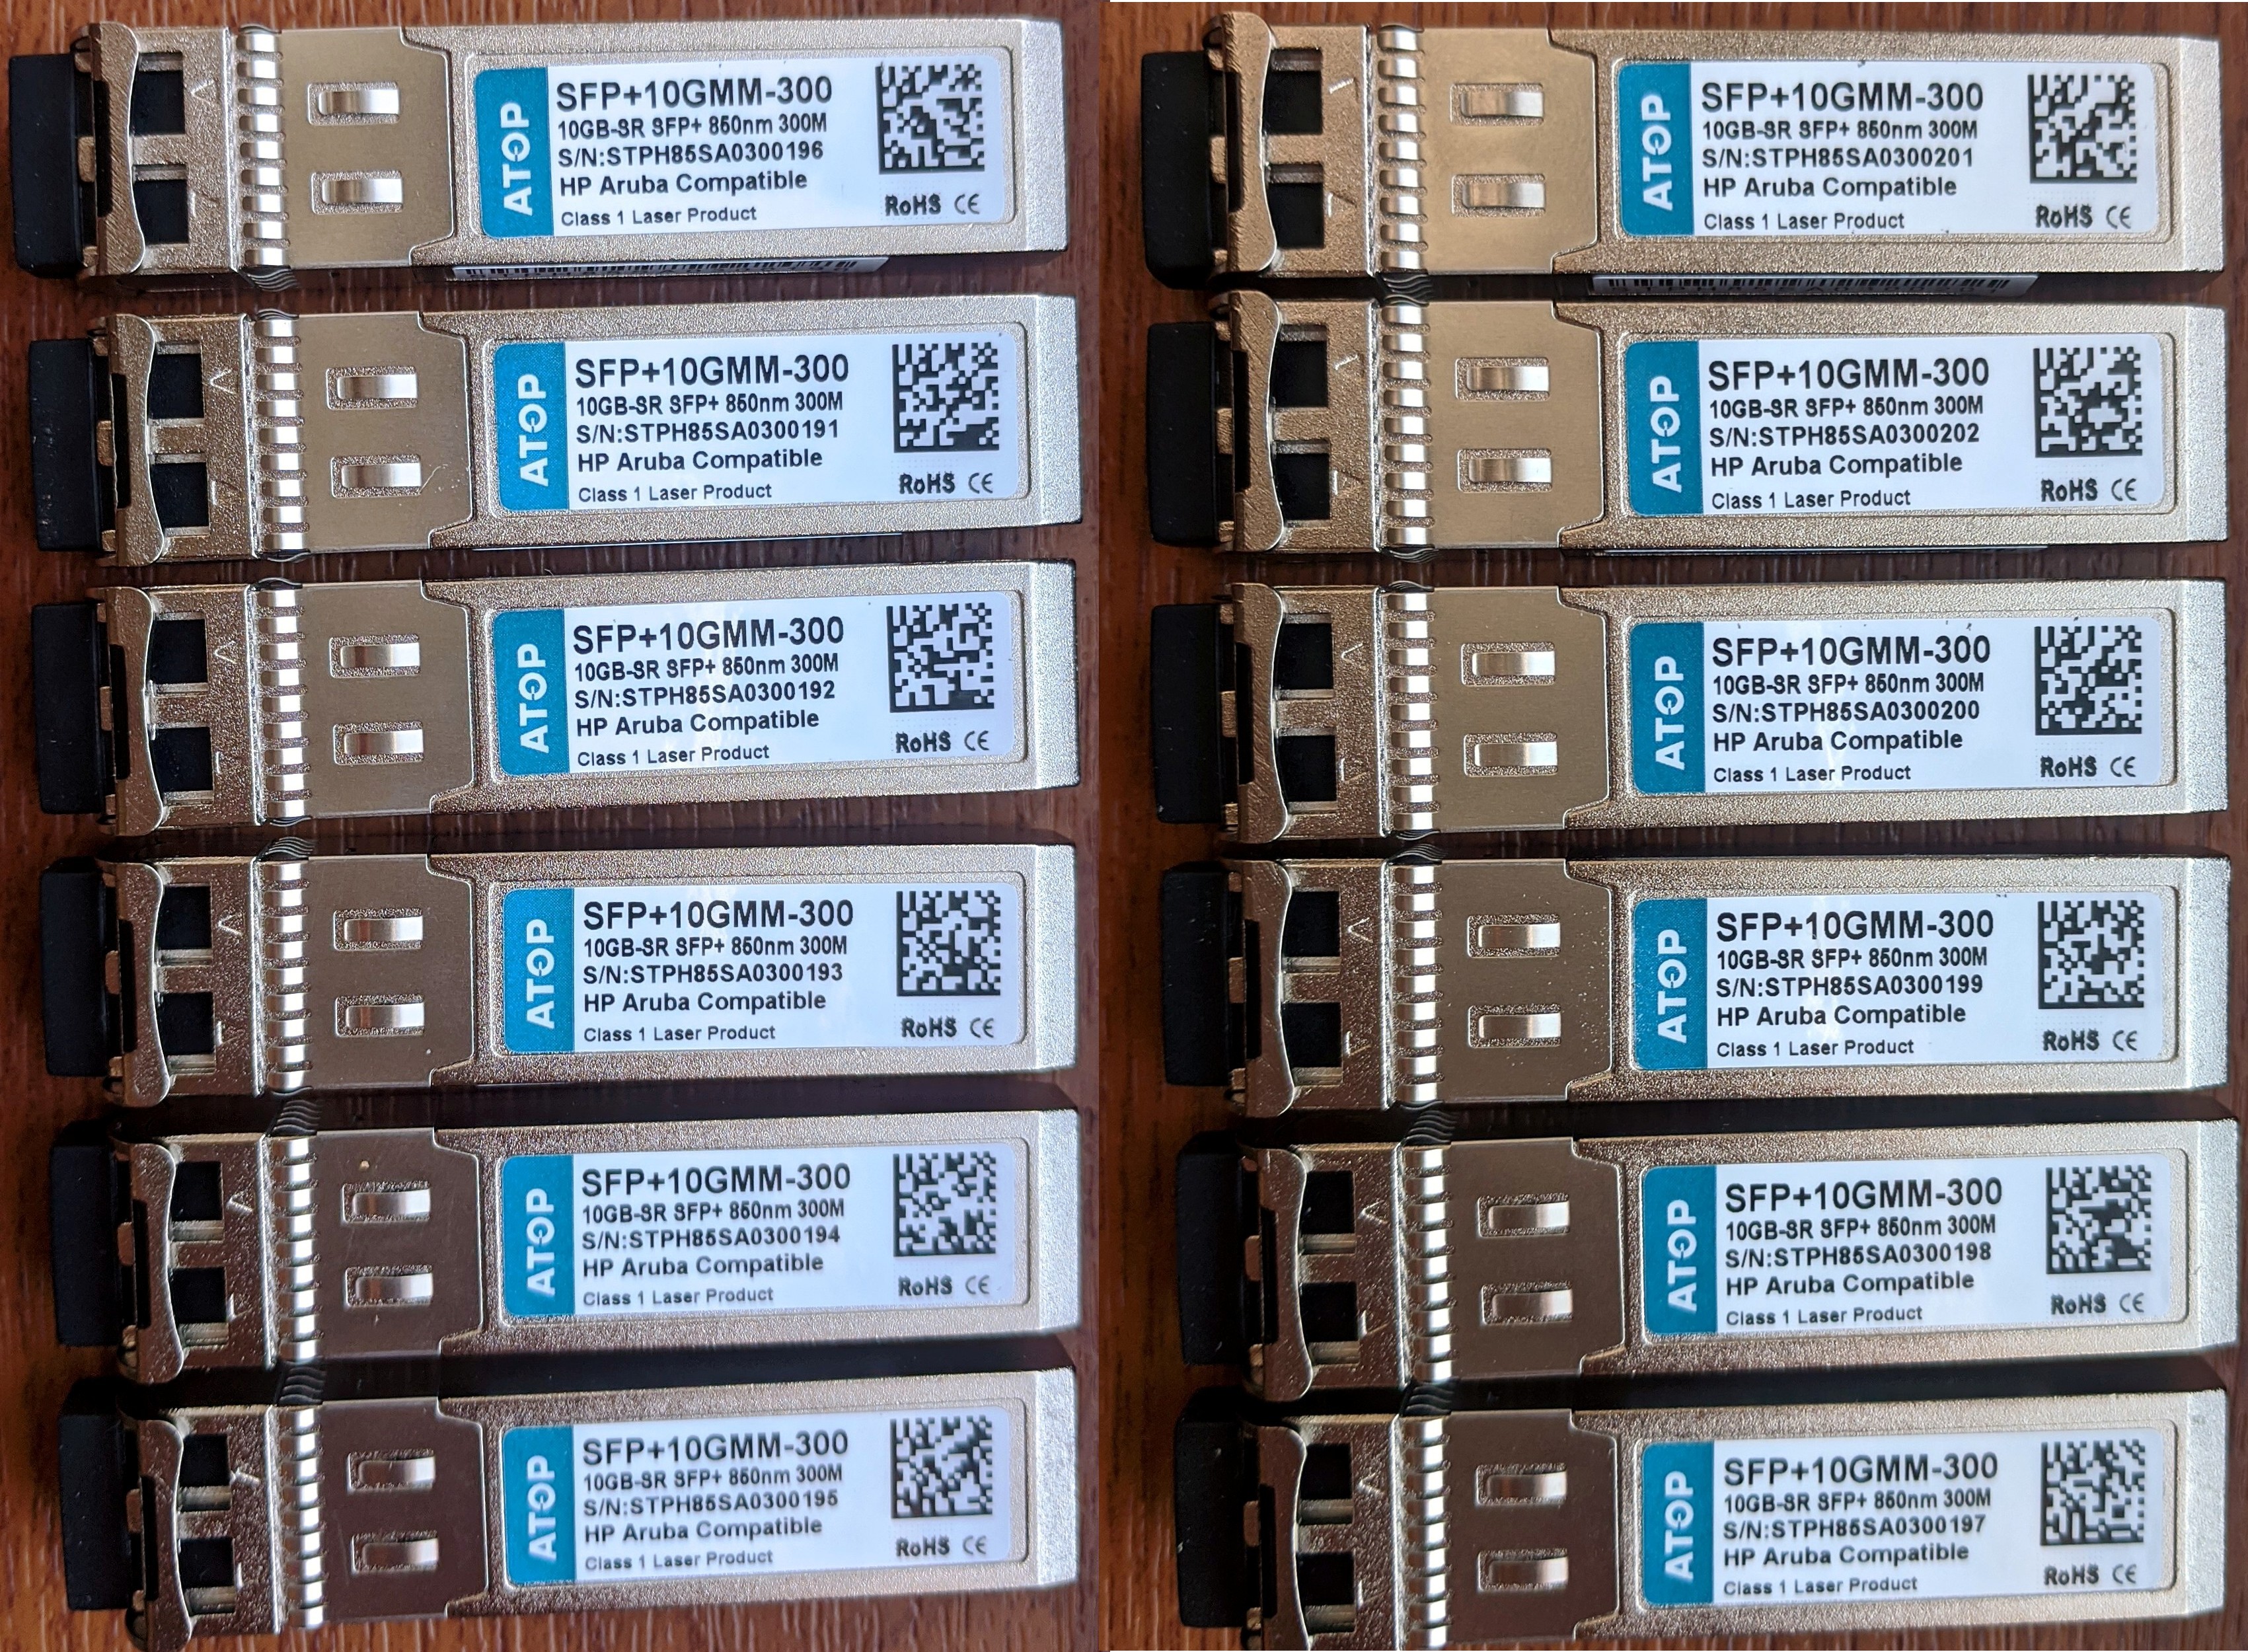 ATOP
SFP+10GMM-300
10GB-SR SFP+ 850nm 300M
S/N:STPH85SA0300196
HP Aruba Compatible
Class 1 Laser Product
RoHS CE
ATOP
SFP+10GMM-300
10GB-SR SFP+ 850nm 300M
S/N:STPH85SA0300191
HP Aruba Compatible
Class 1 Laser Product
RoHS CE
ATOP
SFP+10GMM-300
10GB-SR SFP+ 850nm 300M
S/N:STPH85SA0300192
HP Aruba Compatible
Class 1 Laser Product
RoHS CE
ATOP
SFP+10GMM-300
10GB-SR SFP+ 850nm 300M
S/N:STPH85SA0300193
HP Aruba Compatible
Class 1 Laser Product
RoHS CE
ATOP
SFP+10GMM-300
10GB-SR SFP+ 850nm 300M
S/N:STPH85SA0300194
HP Aruba Compatible
Class 1 Laser Product
RoHS CE
ATOP
SFP+10GMM-300
10GB-SR SFP+ 850nm 300M
S/N:STPH85SA0300195
HP Aruba Compatible
Class 1 Laser Product
RoHS CE
ATOP
SFP+10GMM-300
10GB-SR SFP+ 850nm 300M
S/N:STPH85SA0300201
HP Aruba Compatible
Class 1 Laser Product
RoHS CE
ATOP
SFP+10GMM-300
10GB-SR SFP+ 850nm 300M
S/N:STPH85SA0300202
HP Aruba Compatible
Class 1 Laser Product
RoHS CE
ATOP
SFP+10GMM-300
10GB-SR SFP+ 850nm 300M
S/N:STPH85SA0300200
HP Aruba Compatible
Class 1 Laser Product
RoHS CE
ATOP
SFP+10GMM-300
10GB-SR SFP+ 850nm 300M
S/N:STPH85SA0300199
HP Aruba Compatible
Class 1 Laser Product
RoHS CE
ATOP
SFP+10GMM-300
10GB-SR SFP+ 850nm 300M
S/N:STPH85SA0300198
HP Aruba Compatible
Class 1 Laser Product
RoHS CE
ATOP
SFP+10GMM-300
10GB-SR SFP+ 850nm 300M
S/N:STPH85SA0300197
HP Aruba Compatible
Class 1 Laser Product
RoHS CE